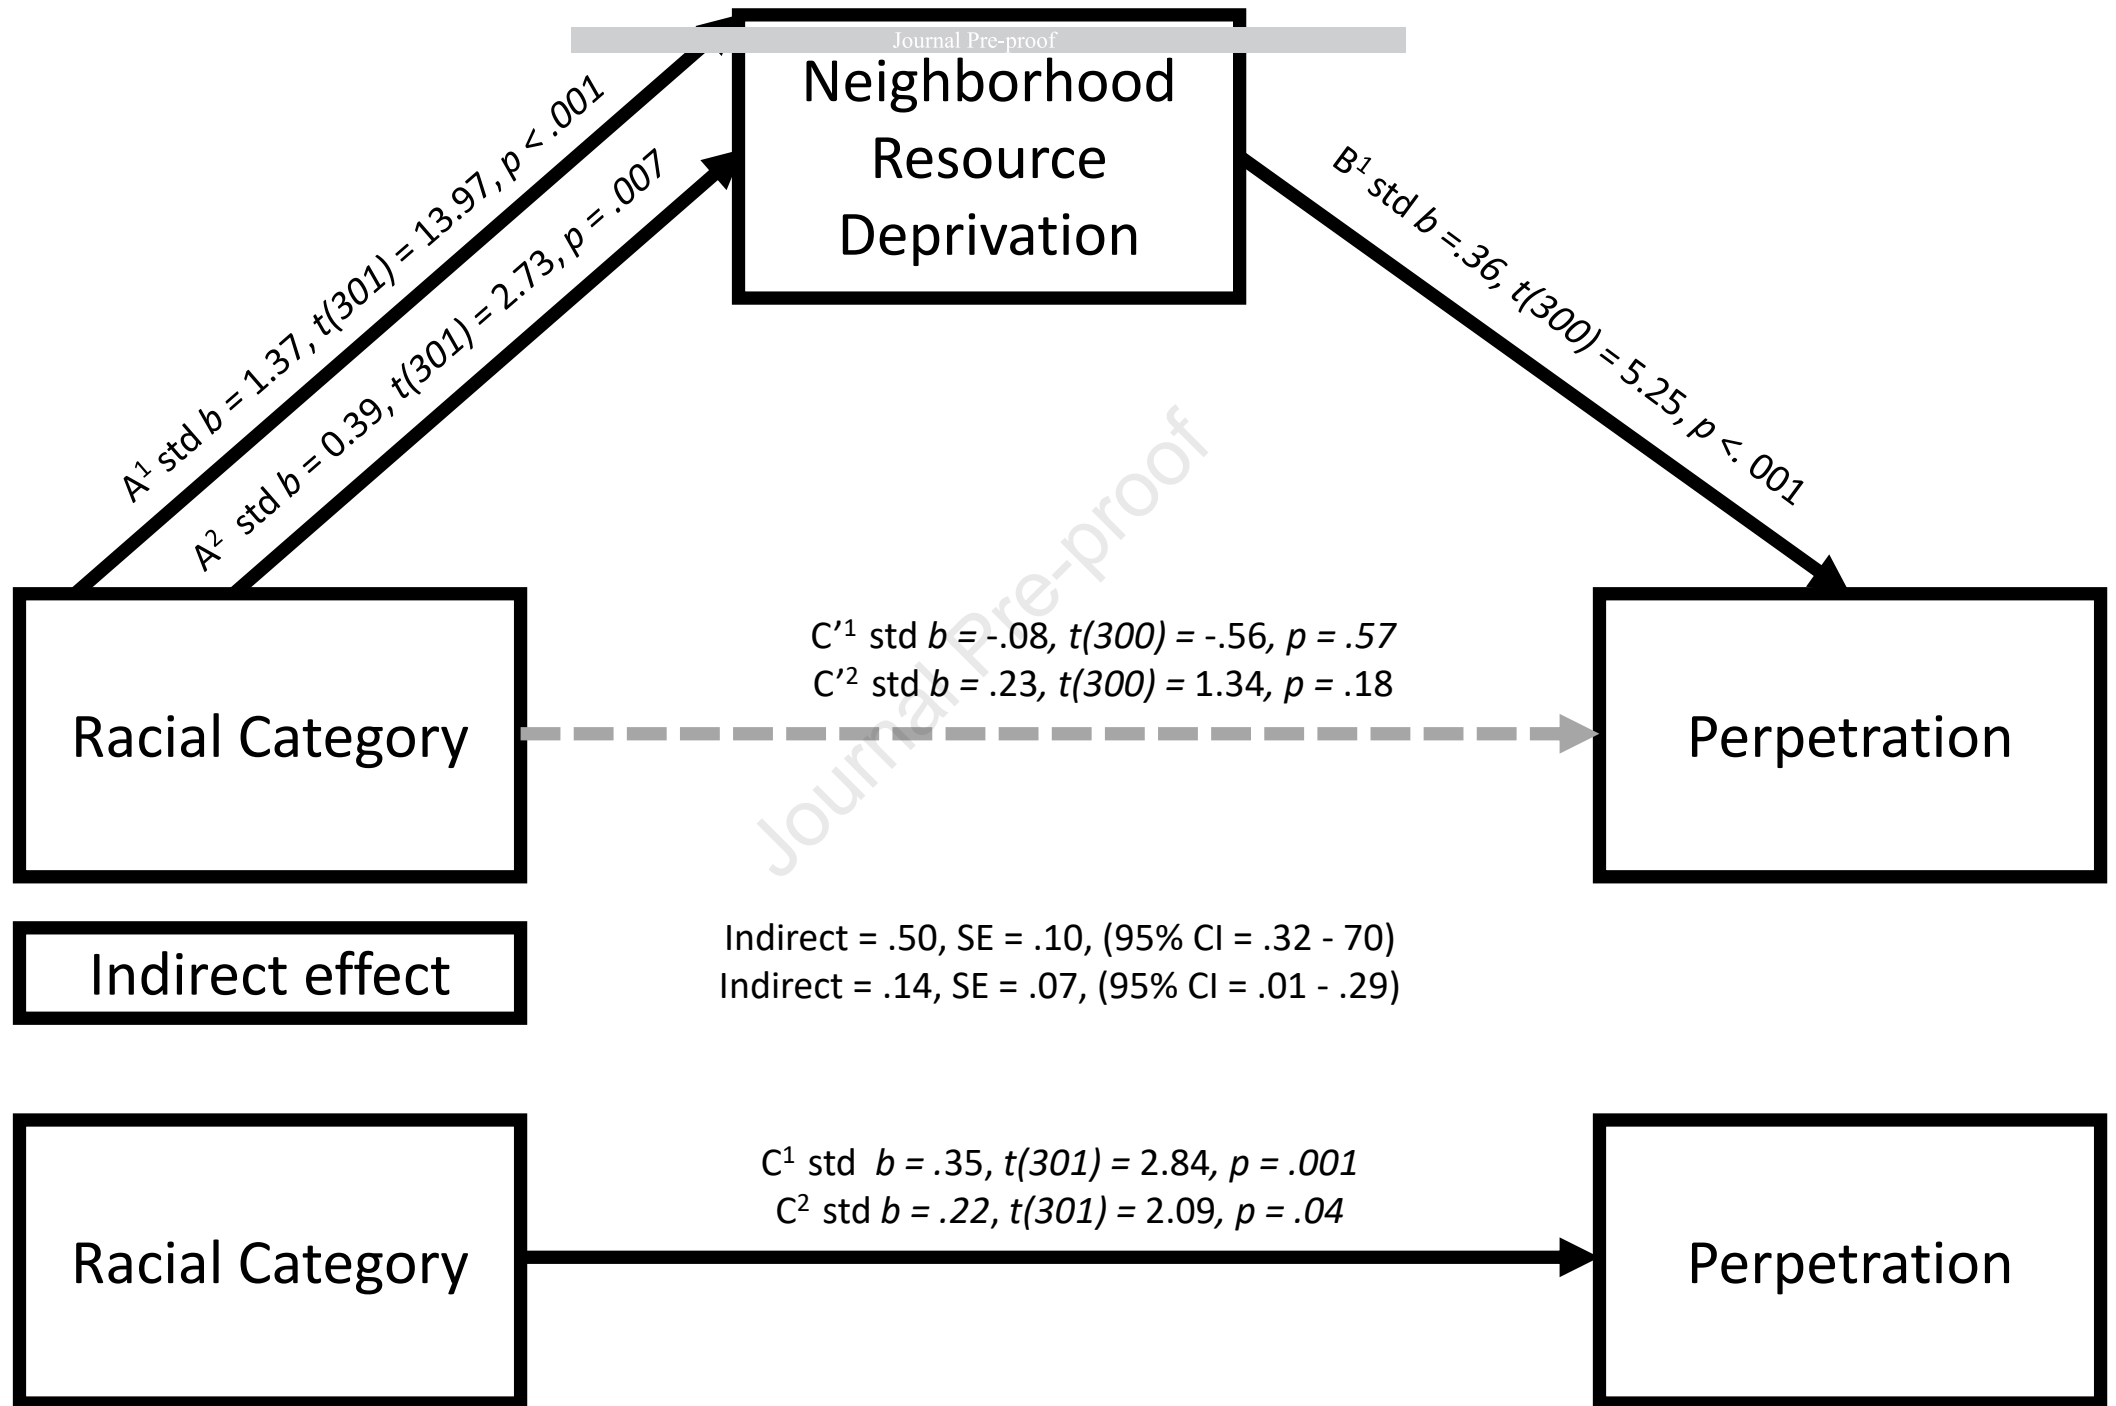 Journal Pre-proof
Neighborhood
Resource
Deprivation
A¹ std b = 1.37, t(301) = 13.97, p < .001
A² std b = 0.39, t(301) = 2.73, p = .007
B¹ std b =.36, t(300) = 5.25, p <. 001
Journal Pre-proof
C’¹ std b = -.08, t(300) = -.56, p = .57
C’² std b = .23, t(300) = 1.34, p = .18
Racial Category
Perpetration
Indirect effect
Indirect = .50, SE = .10, (95% CI = .32 - 70)
Indirect = .14, SE = .07, (95% CI = .01 - .29)
C¹ std b = .35, t(301) = 2.84, p = .001
C² std b = .22, t(301) = 2.09, p = .04
Racial Category
Perpetration